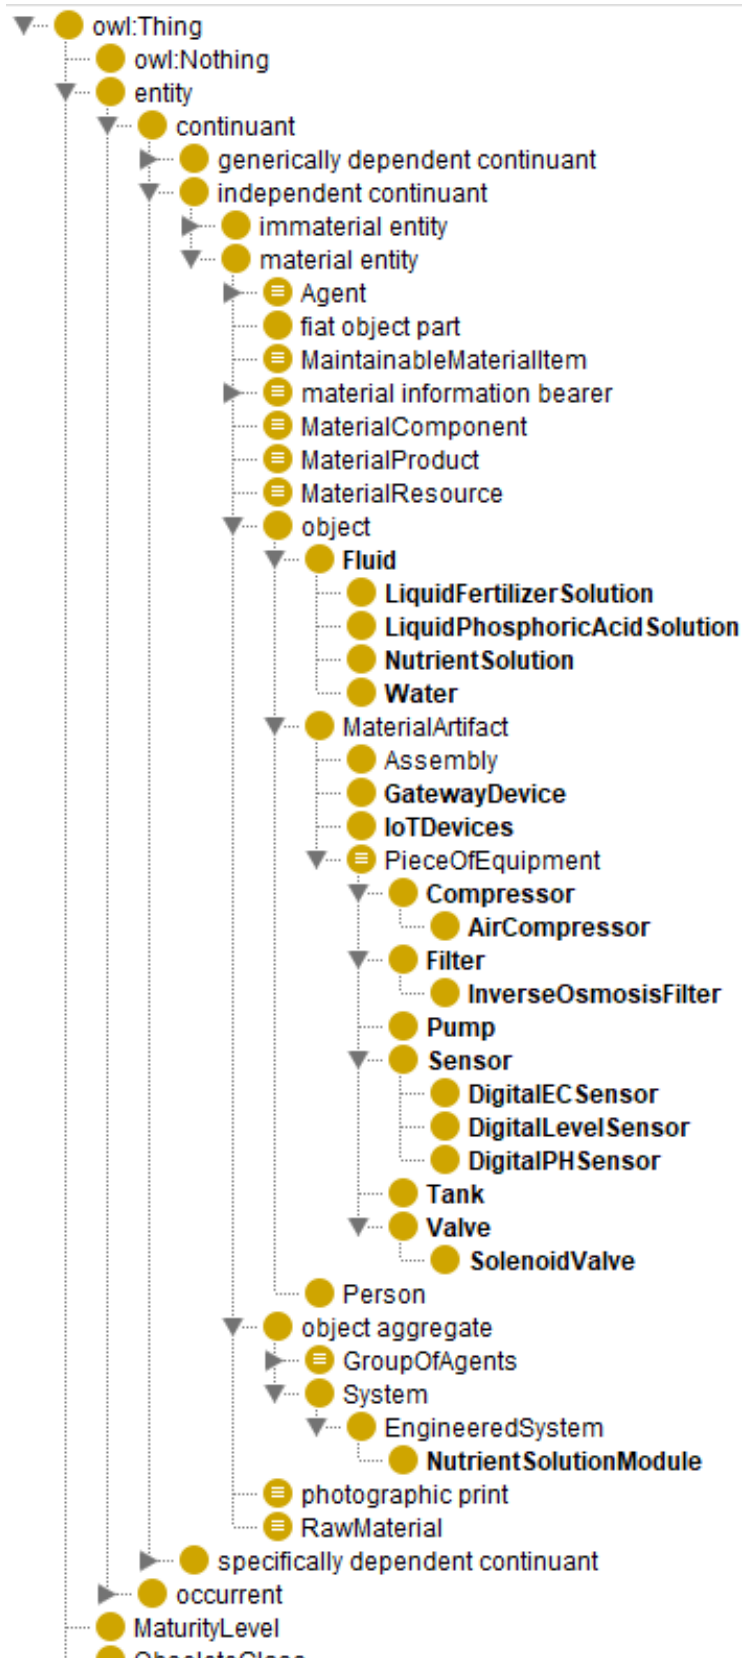 owl:Thing
owl:Nothing
entity
continuant
generically dependent continuant
independent continuant
immaterial entity
material entity
Agent
fiat object part
MaintainableMaterialItem
material information bearer
MaterialComponent
MaterialProduct
MaterialResource
object
Fluid
LiquidFertilizerSolution
LiquidPhosphoricAcidSolution
NutrientSolution
Water
MaterialArtifact
Assembly
GatewayDevice
IoTDevices
PieceOfEquipment
Compressor
AirCompressor
Filter
InverseOsmosisFilter
Pump
Sensor
DigitalECSensor
DigitalLevelSensor
DigitalPHSensor
Tank
Valve
SolenoidValve
Person
object aggregate
GroupOfAgents
System
EngineeredSystem
NutrientSolutionModule
photographic print
RawMaterial
specifically dependent continuant
occurrent
MaturityLevel